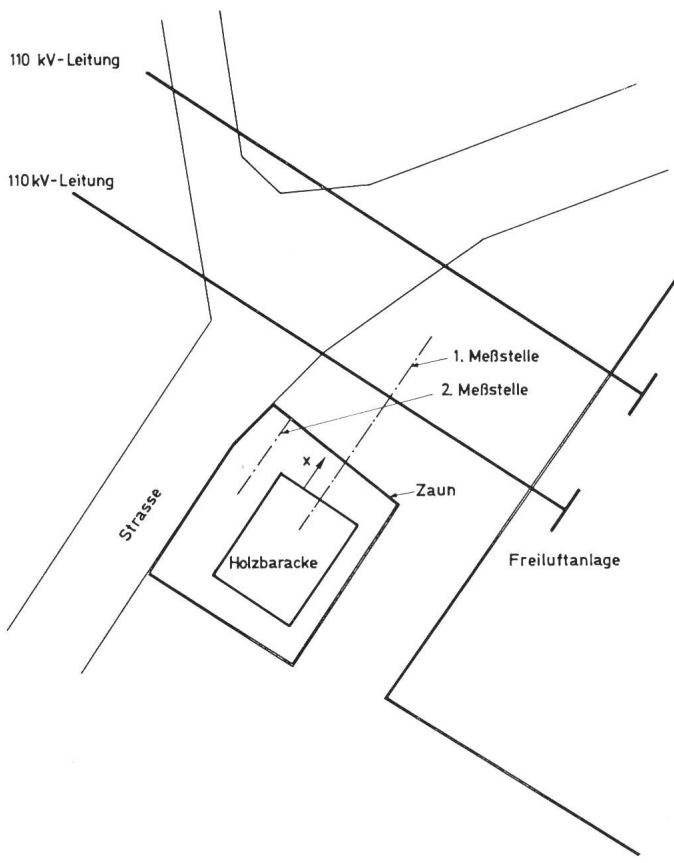 110 kV-Leitung
110 kV-Leitung
1. Meßstelle
2. Meßstelle
x
Zaun
Strasse
Holzbaracke
Freiluftanlage